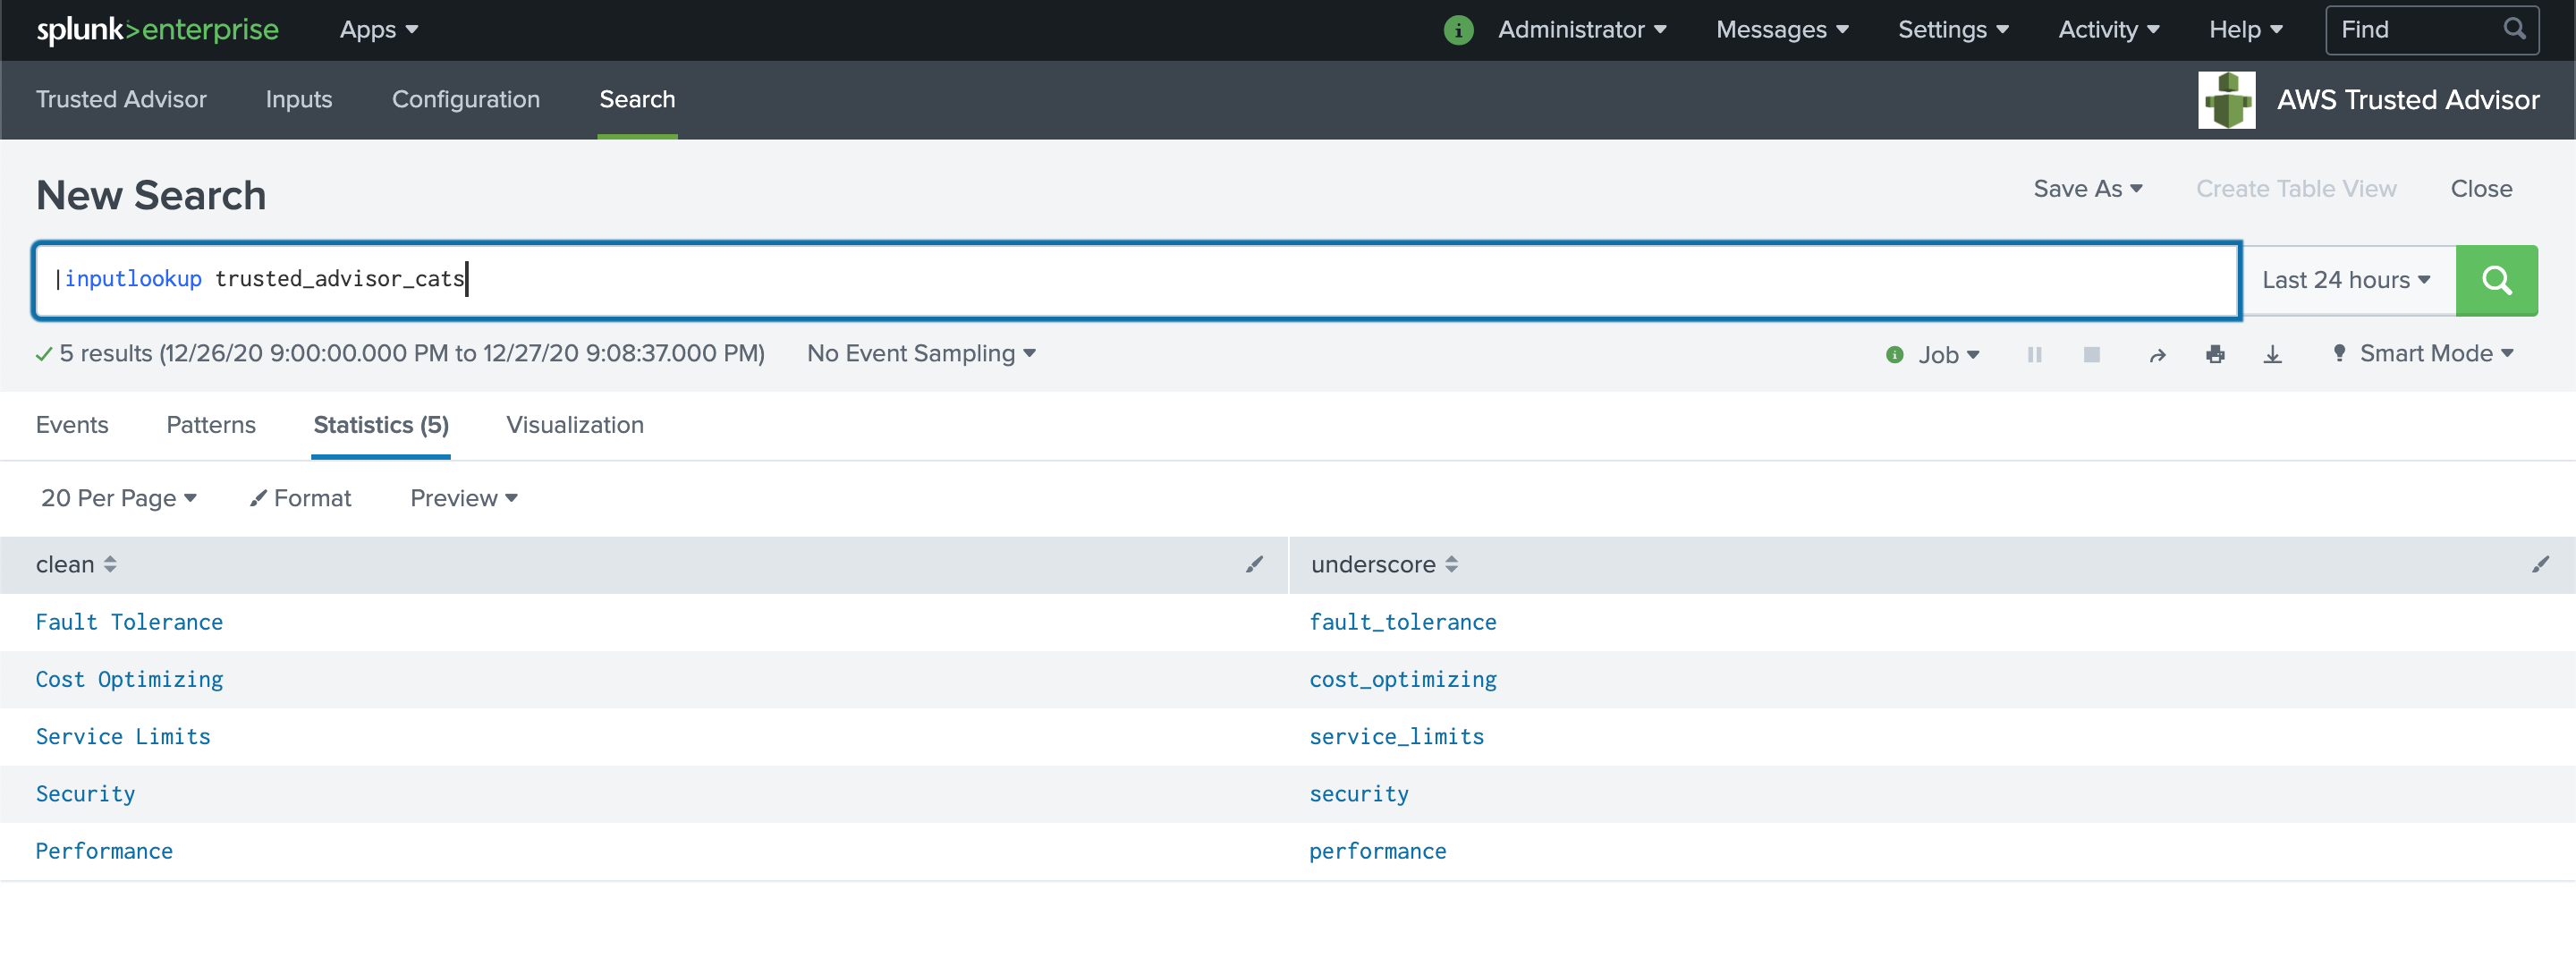 splunk>enterprise Apps i Administrator Messages Settings Activity Help Find
Trusted Advisor Inputs Configuration Search AWS Trusted Advisor
New Search Save As Create Table View Close
|inputlookup trusted_advisor_cats Last 24 hours
5 results (12/26/20 9:00:00.000 PM to 12/27/20 9:08:37.000 PM) No Event Sampling i Job Smart Mode
Events Patterns Statistics (5) Visualization
20 Per Page Format Preview
clean underscore
Fault Tolerance fault_tolerance
Cost Optimizing cost_optimizing
Service Limits service_limits
Security security
Performance performance